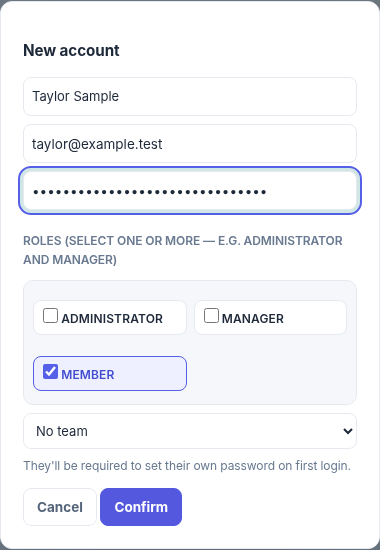 New account
Taylor Sample
taylor@example.test
•••••••••••••••••••••••••••••••
ROLES (SELECT ONE OR MORE — E.G. ADMINISTRATOR
AND MANAGER)
ADMINISTRATOR
MANAGER
MEMBER
No team
They'll be required to set their own password on first login.
Cancel
Confirm